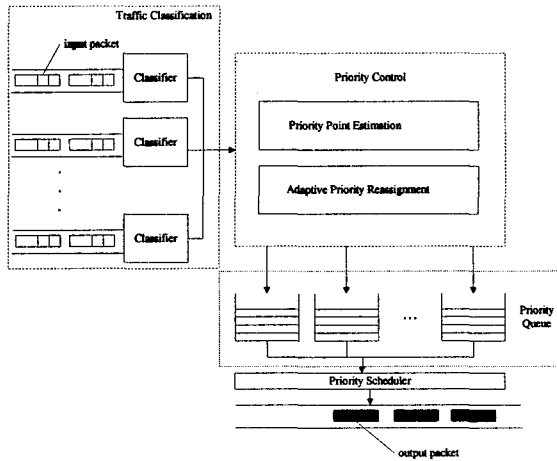 Traffic Classification
input packet
Classifier
Classifier
Classifier
Priority Control
Priority Point Estimation
Adaptive Priority Reassignment
...
Priority
Queue
Priority Scheduler
output packet